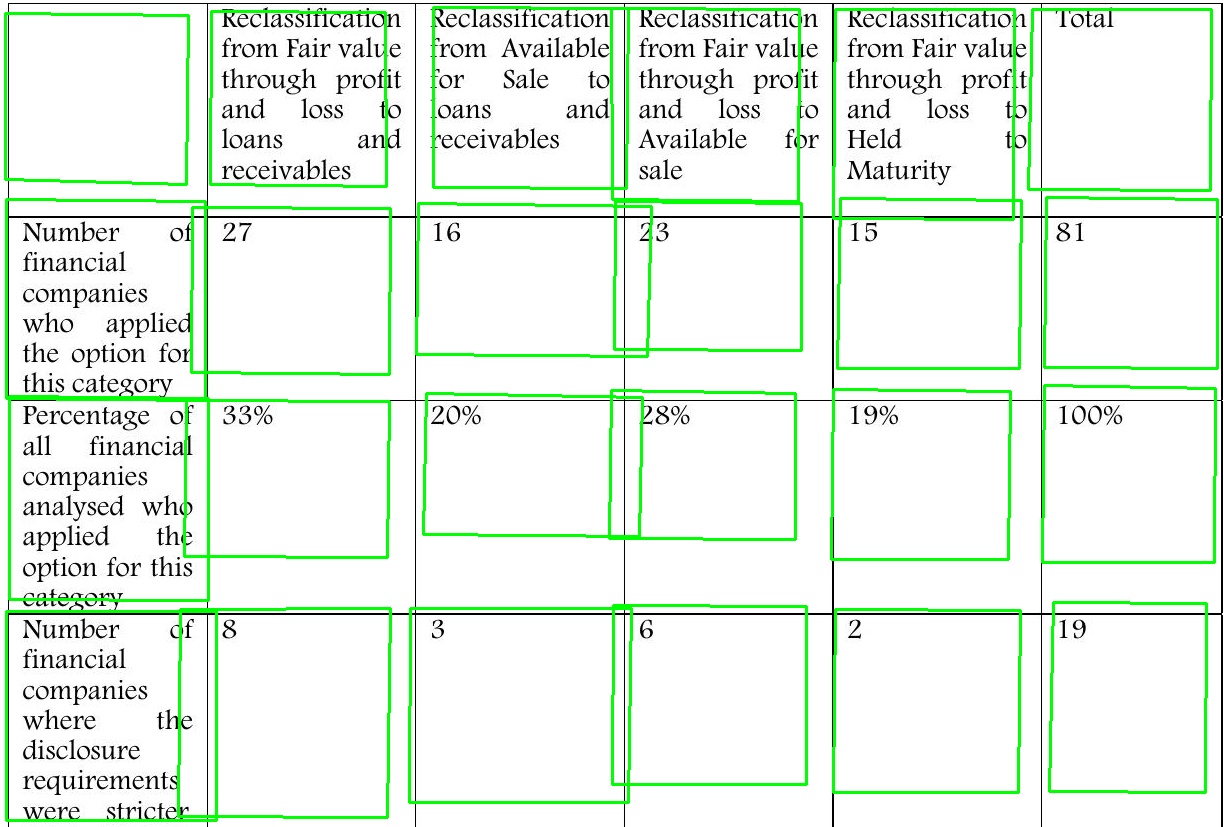 Reclassification from Fair value through profit and loss to loans and receivables
Reclassification from Available for Sale to loans and receivables
Reclassification from Fair value through profit and loss to Available for sale
Reclassification from Fair value through profit and loss to Held to Maturity
Total
Number of financial companies who applied the option for this category
27
16
23
15
81
Percentage of all financial companies analysed who applied the option for this category
33%
20%
28%
19%
100%
Number of financial companies where the disclosure requirements were stricter
8
3
6
2
19